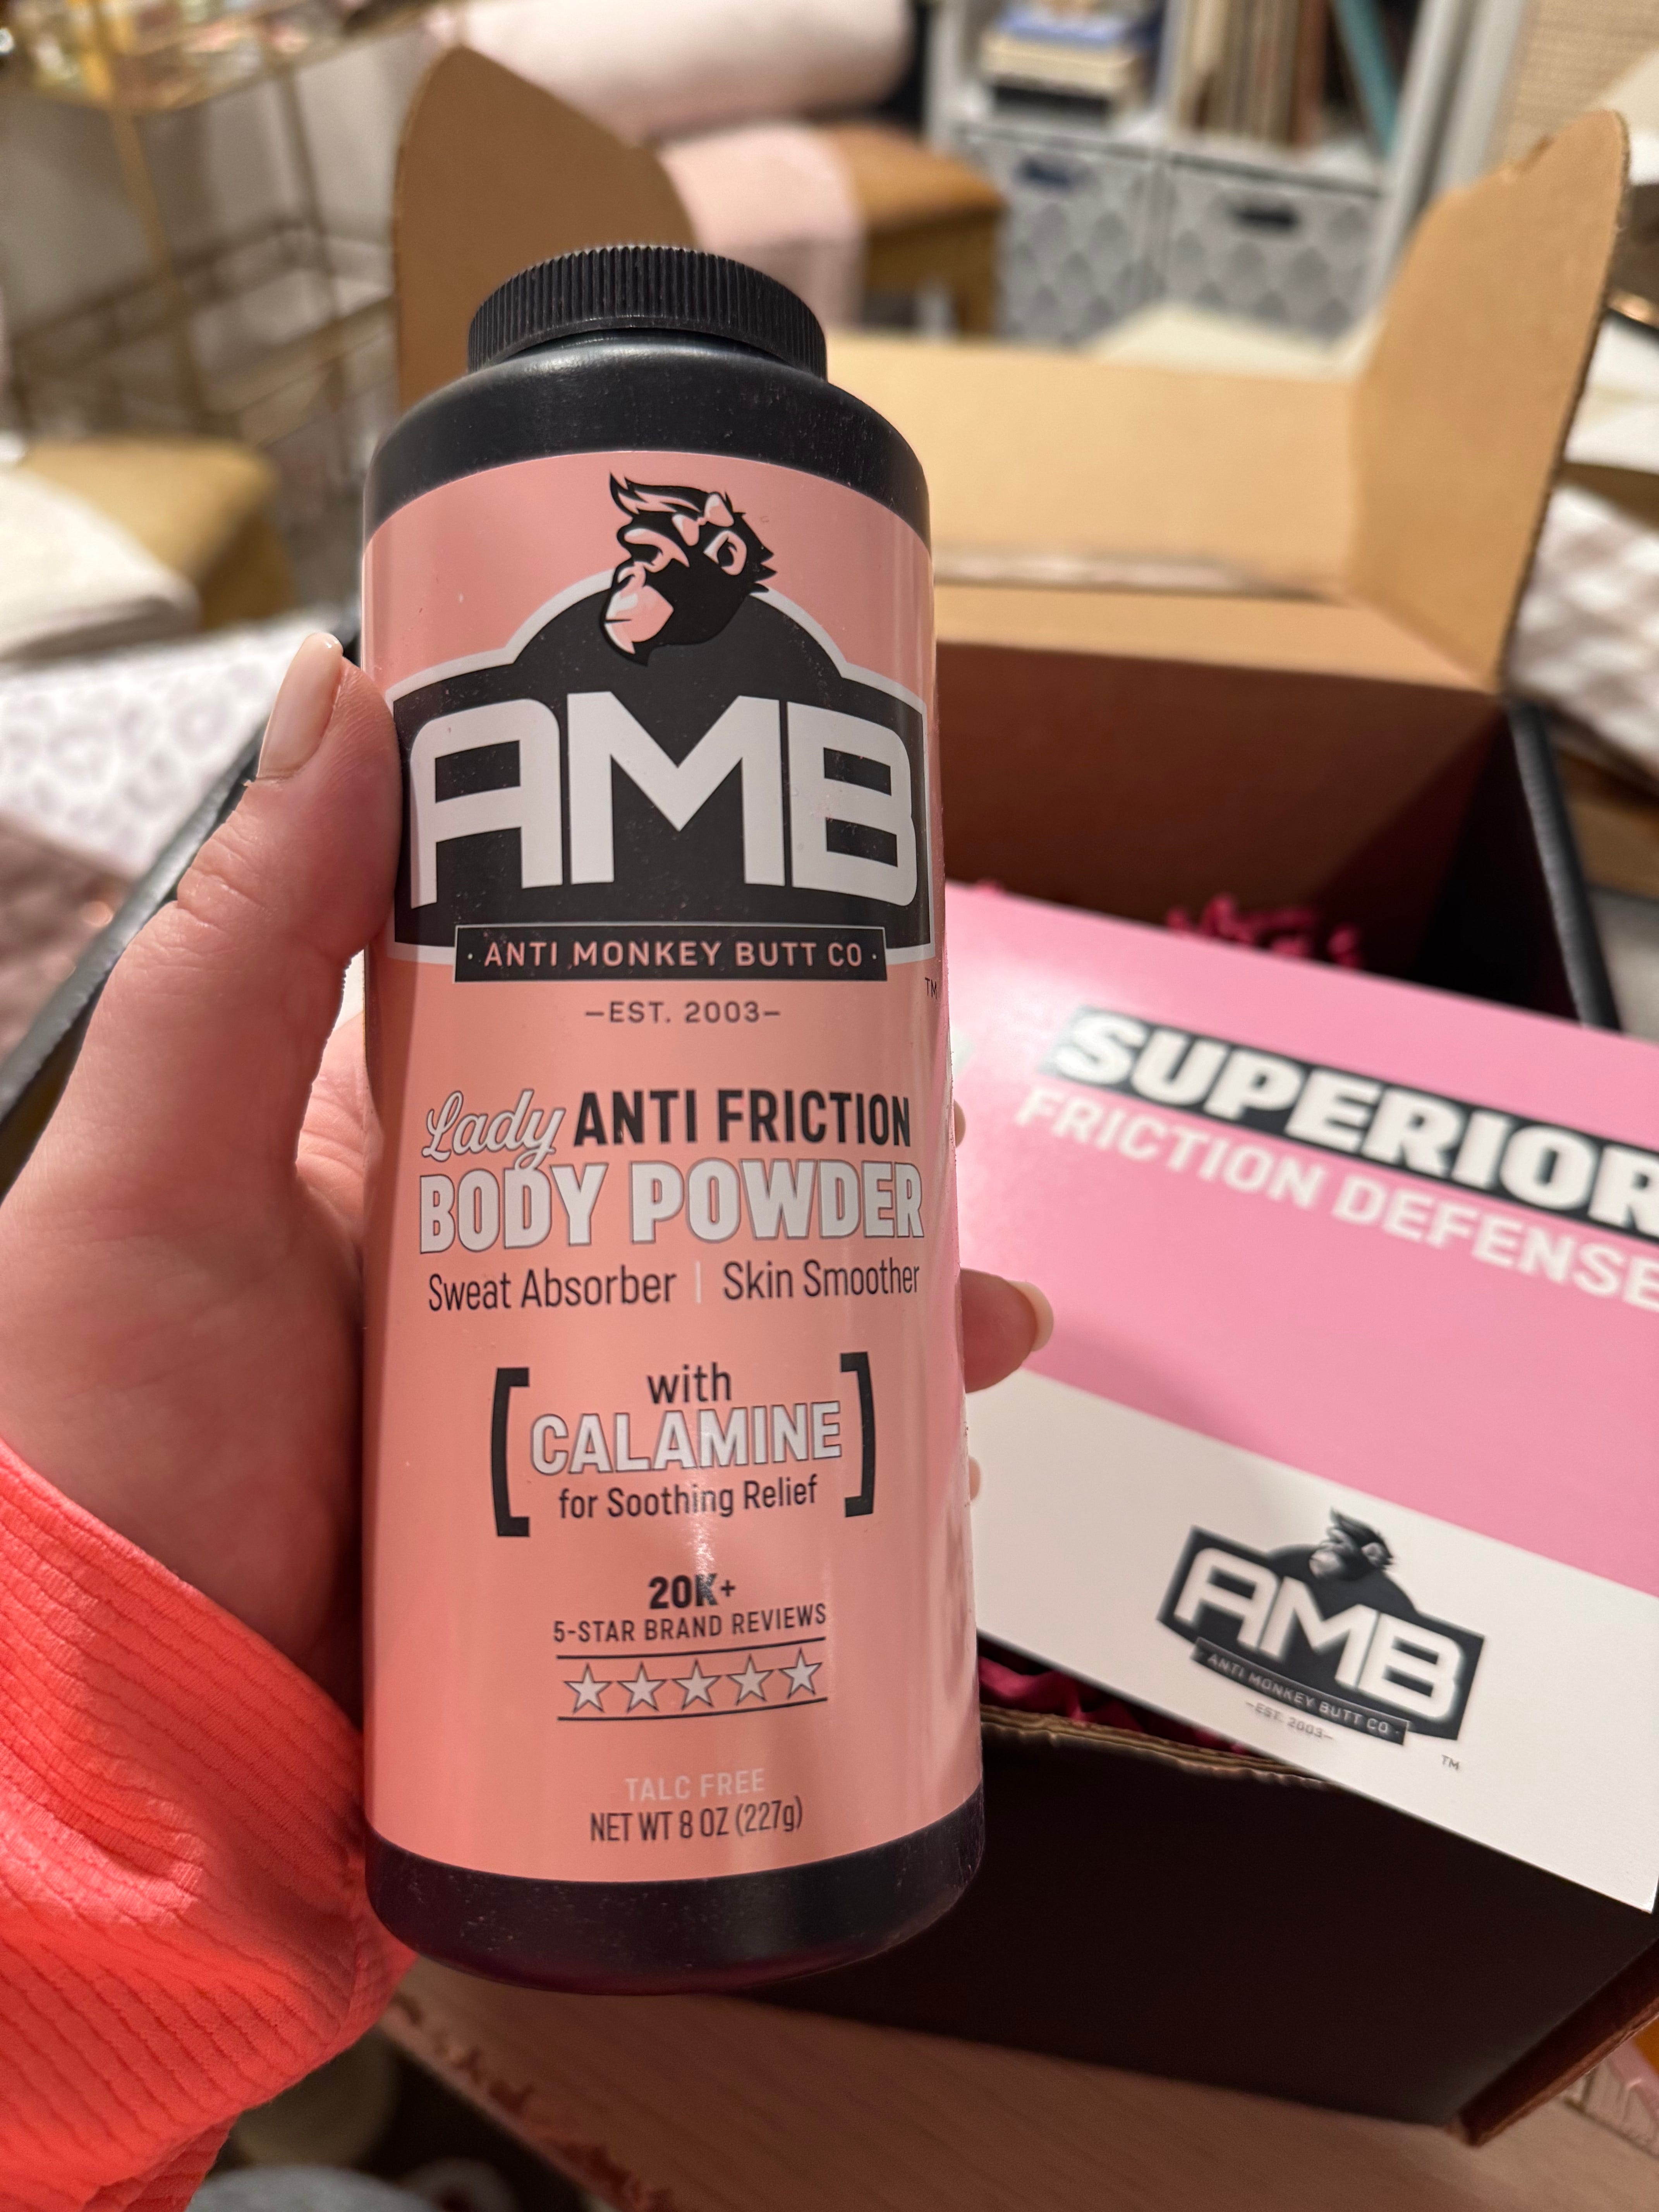 AMB
· ANTI MONKEY BUTT CO ·
TM
–EST. 2003–
Lady ANTI FRICTION
BODY POWDER
Sweat Absorber | Skin Smoother
[with
CALAMINE
for Soothing Relief]
20K+
5-STAR BRAND REVIEWS
TALC FREE
NET WT 8 OZ (227g)
SUPERIOR
FRICTION DEFENSE
AMB
· ANTI MONKEY BUTT CO ·
–EST. 2003–
TM